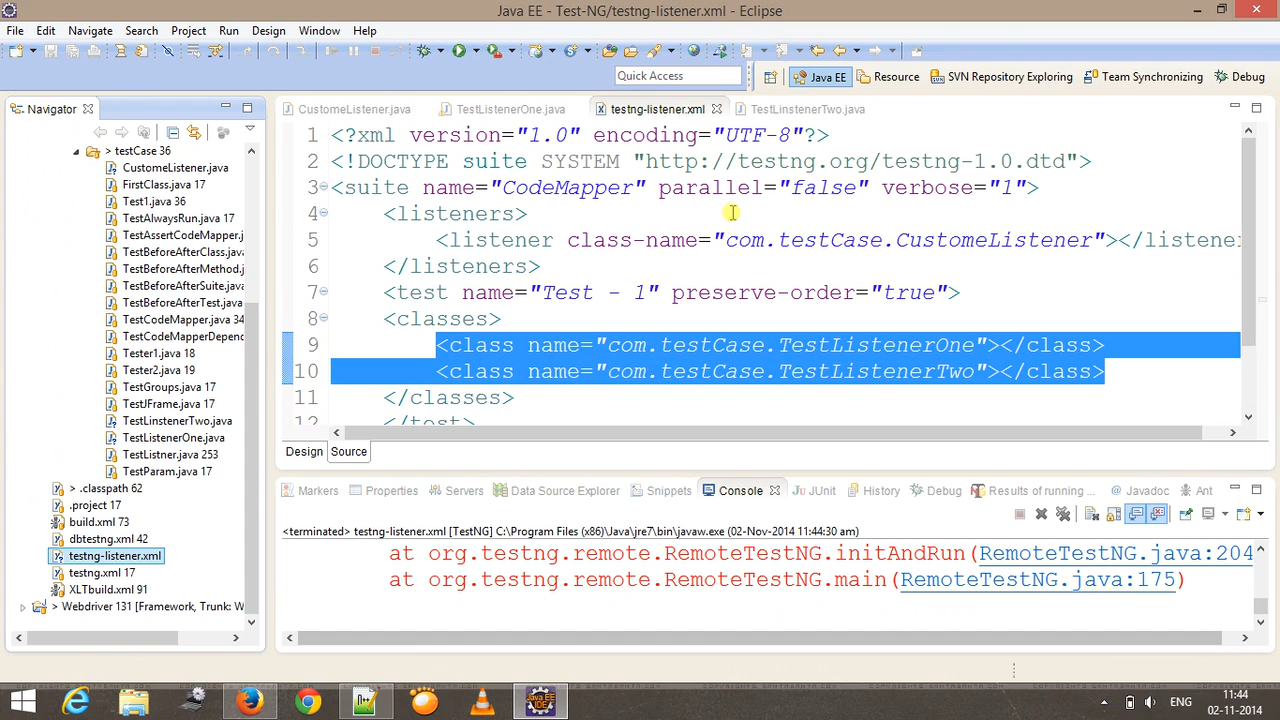 Java EE - Test-NG/testng-listener.xml - Eclipse
File Edit Navigate Search Project Run Design Window Help
Quick Access
Java EE Resource SVN Repository Exploring Team Synchronizing Debug
Navigator
CustomeListener.java TestListenerOne.java testng-listener.xml TestLinstenerTwo.java
> testCase 36
CustomeListener.java
FirstClass.java 17
Test1.java 36
TestAlwaysRun.java 17
TestAssertCodeMapper.j
TestBeforeAfterClass.java
TestBeforeAfterMethod.j
TestBeforeAfterSuite.java
TestBeforeAfterTest.java
TestCodeMapper.java 34
TestCodeMapperDepend
Tester1.java 18
Tester2.java 19
TestGroups.java 17
TestJFrame.java 17
TestLinstenerTwo.java
TestListenerOne.java
TestListner.java 253
TestParam.java 17
> .classpath 62
.project 17
build.xml 73
dbtestng.xml 42
testng-listener.xml
testng.xml 17
XLTbuild.xml 91
> Webdriver 131 [Framework, Trunk: W
1 <?xml version="1.0" encoding="UTF-8"?>
2 <!DOCTYPE suite SYSTEM "http://testng.org/testng-1.0.dtd">
3 <suite name="CodeMapper" parallel="false" verbose="1">
4 <listeners>
5 <listener class-name="com.testCase.CustomeListener"></listener
6 </listeners>
7 <test name="Test - 1" preserve-order="true">
8 <classes>
9 <class name="com.testCase.TestListenerOne"></class>
10 <class name="com.testCase.TestListenerTwo"></class>
11 </classes>
12 </test>
Design Source
Markers Properties Servers Data Source Explorer Snippets Console JUnit History Debug Results of running ... Javadoc Ant
<terminated> testng-listener.xml [TestNG] C:\Program Files (x86)\Java\jre7\bin\javaw.exe (02-Nov-2014 11:44:30 am)
at org.testng.remote.RemoteTestNG.initAndRun(RemoteTestNG.java:204
at org.testng.remote.RemoteTestNG.main(RemoteTestNG.java:175)
ENG
11:44
02-11-2014